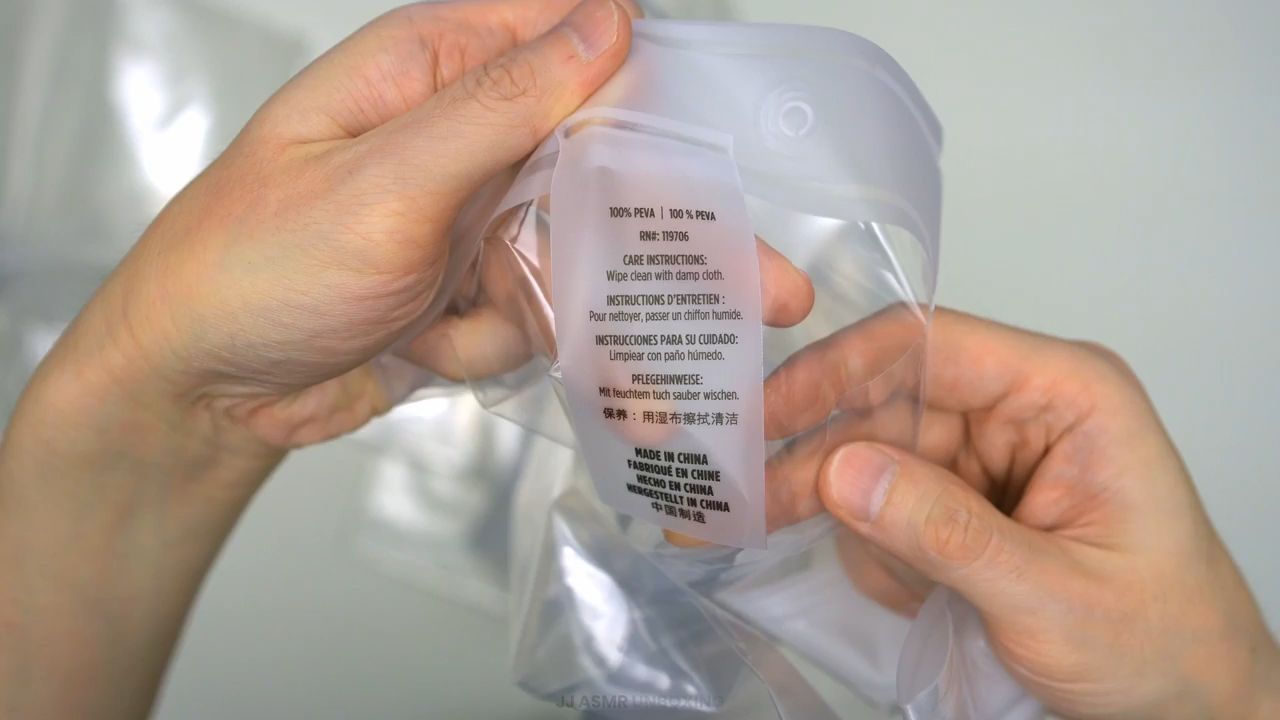 100% PEVA | 100 % PEVA
RN#: 119706
CARE INSTRUCTIONS:
Wipe clean with damp cloth.
INSTRUCTIONS D'ENTRETIEN :
Pour nettoyer, passer un chiffon humide.
INSTRUCCIONES PARA SU CUIDADO:
Limpiear con paño húmedo.
PFLEGEHINWEISE:
Mit feuchtem tuch sauber wischen.
保养：用湿布擦拭清洁
MADE IN CHINA
FABRIQUÉ EN CHINE
HECHO EN CHINA
HERGESTELLT IN CHINA
中国制造
JJ ASMR UNBOXING